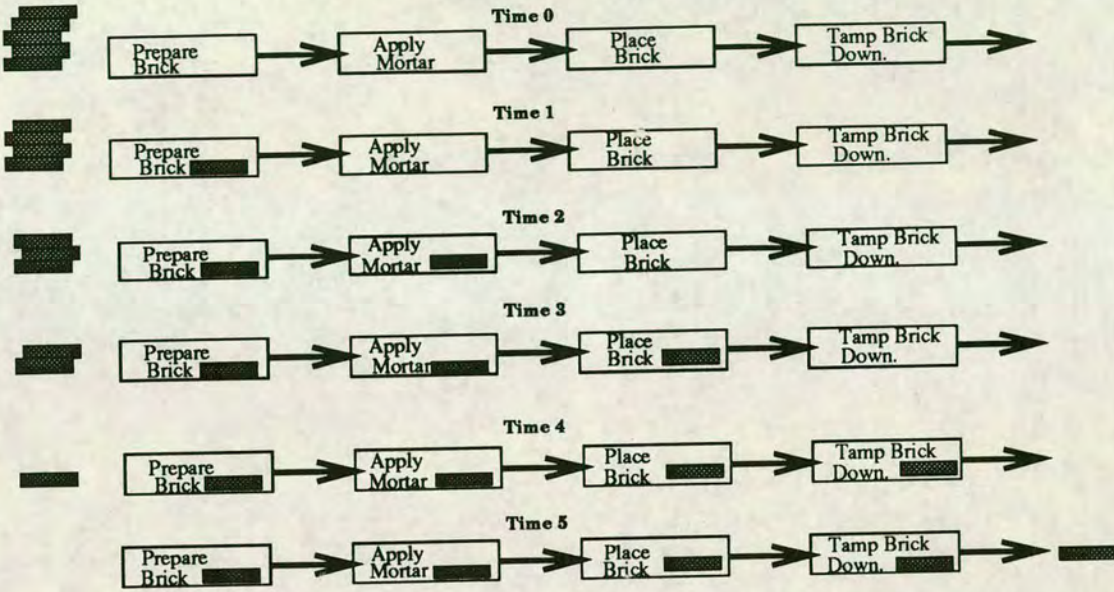 Time 0
Prepare
Brick
Apply
Mortar
Place
Brick
Tamp Brick
Down.
Time 1
Prepare
Brick
Apply
Mortar
Place
Brick
Tamp Brick
Down.
Time 2
Prepare
Brick
Apply
Mortar
Place
Brick
Tamp Brick
Down.
Time 3
Prepare
Brick
Apply
Mortar
Place
Brick
Tamp Brick
Down.
Time 4
Prepare
Brick
Apply
Mortar
Place
Brick
Tamp Brick
Down.
Time 5
Prepare
Brick
Apply
Mortar
Place
Brick
Tamp Brick
Down.